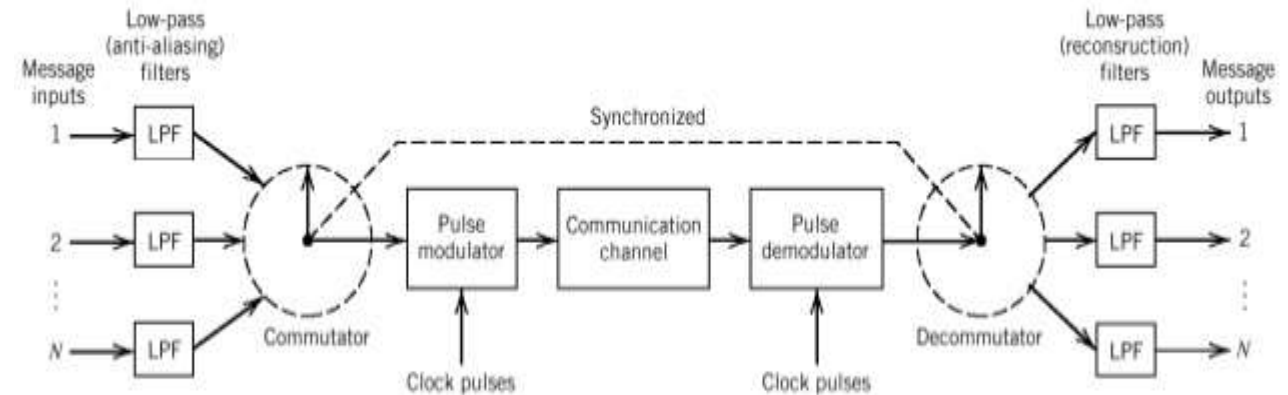 Low-pass
(anti-aliasing)
filters
Message
inputs
1
LPF
2
LPF
⋮
N
LPF
Commutator
Synchronized
Pulse
modulator
Clock pulses
Communication
channel
Pulse
demodulator
Clock pulses
Decommutator
Low-pass
(reconsruction)
filters
Message
outputs
LPF
1
LPF
2
⋮
LPF
N